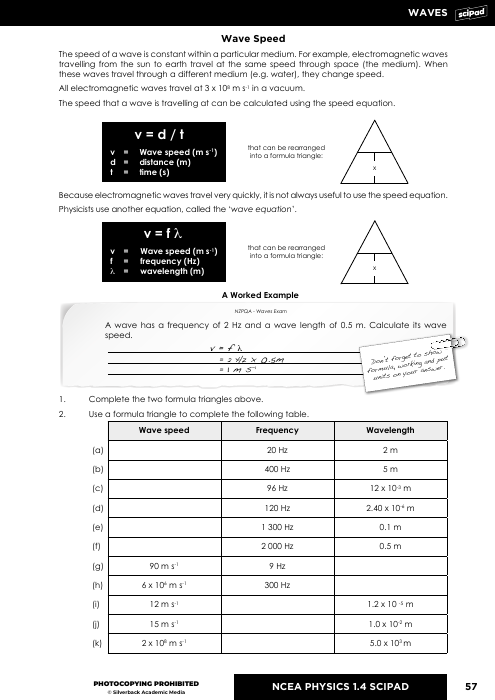 WAVES scipad
Wave Speed
The speed of a wave is constant within a particular medium. For example, electromagnetic waves
travelling from the sun to earth travel at the same speed through space (the medium). When
these waves travel through a different medium (e.g. water), they change speed.
All electromagnetic waves travel at 3 x 10⁸ m s⁻¹ in a vacuum.
The speed that a wave is travelling at can be calculated using the speed equation.
v = d / t
v = Wave speed (m s⁻¹)
d = distance (m)
t = time (s)
that can be rearranged
into a formula triangle:
x
Because electromagnetic waves travel very quickly, it is not always useful to use the speed equation.
Physicists use another equation, called the ‘wave equation’.
v = f λ
v = Wave speed (m s⁻¹)
f = frequency (Hz)
λ = wavelength (m)
that can be rearranged
into a formula triangle:
x
A Worked Example
NZPQA - Waves Exam
A wave has a frequency of 2 Hz and a wave length of 0.5 m. Calculate its wave
speed.
v = f λ
= 2 Hz x 0.5m
= 1 m s⁻¹
Don't forget to show
formula, working and put
units on your answer.
1. Complete the two formula triangles above.
2. Use a formula triangle to complete the following table.
Wave speed Frequency Wavelength
(a) 20 Hz 2 m
(b) 400 Hz 5 m
(c) 96 Hz 12 x 10⁻³ m
(d) 120 Hz 2.40 x 10⁻⁶ m
(e) 1 300 Hz 0.1 m
(f) 2 000 Hz 0.5 m
(g) 90 m s⁻¹ 9 Hz
(h) 6 x 10⁶ m s⁻¹ 300 Hz
(i) 12 m s⁻¹ 1.2 x 10⁻⁵ m
(j) 15 m s⁻¹ 1.0 x 10⁻² m
(k) 2 x 10⁸ m s⁻¹ 5.0 x 10³ m
PHOTOCOPYING PROHIBITED
© Silverback Academic Media
NCEA PHYSICS 1.4 SCIPAD 57